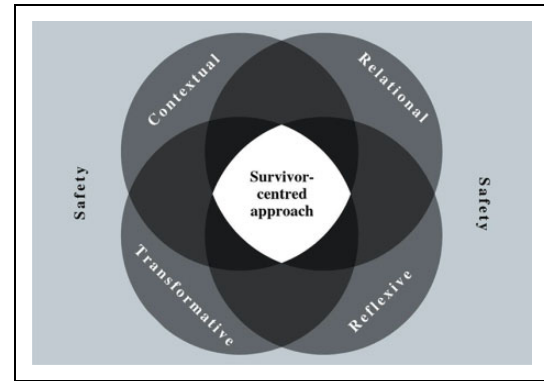 Contextual
Relational
Safety
Survivor-
centred
approach
Safety
Transformative
Reflexive